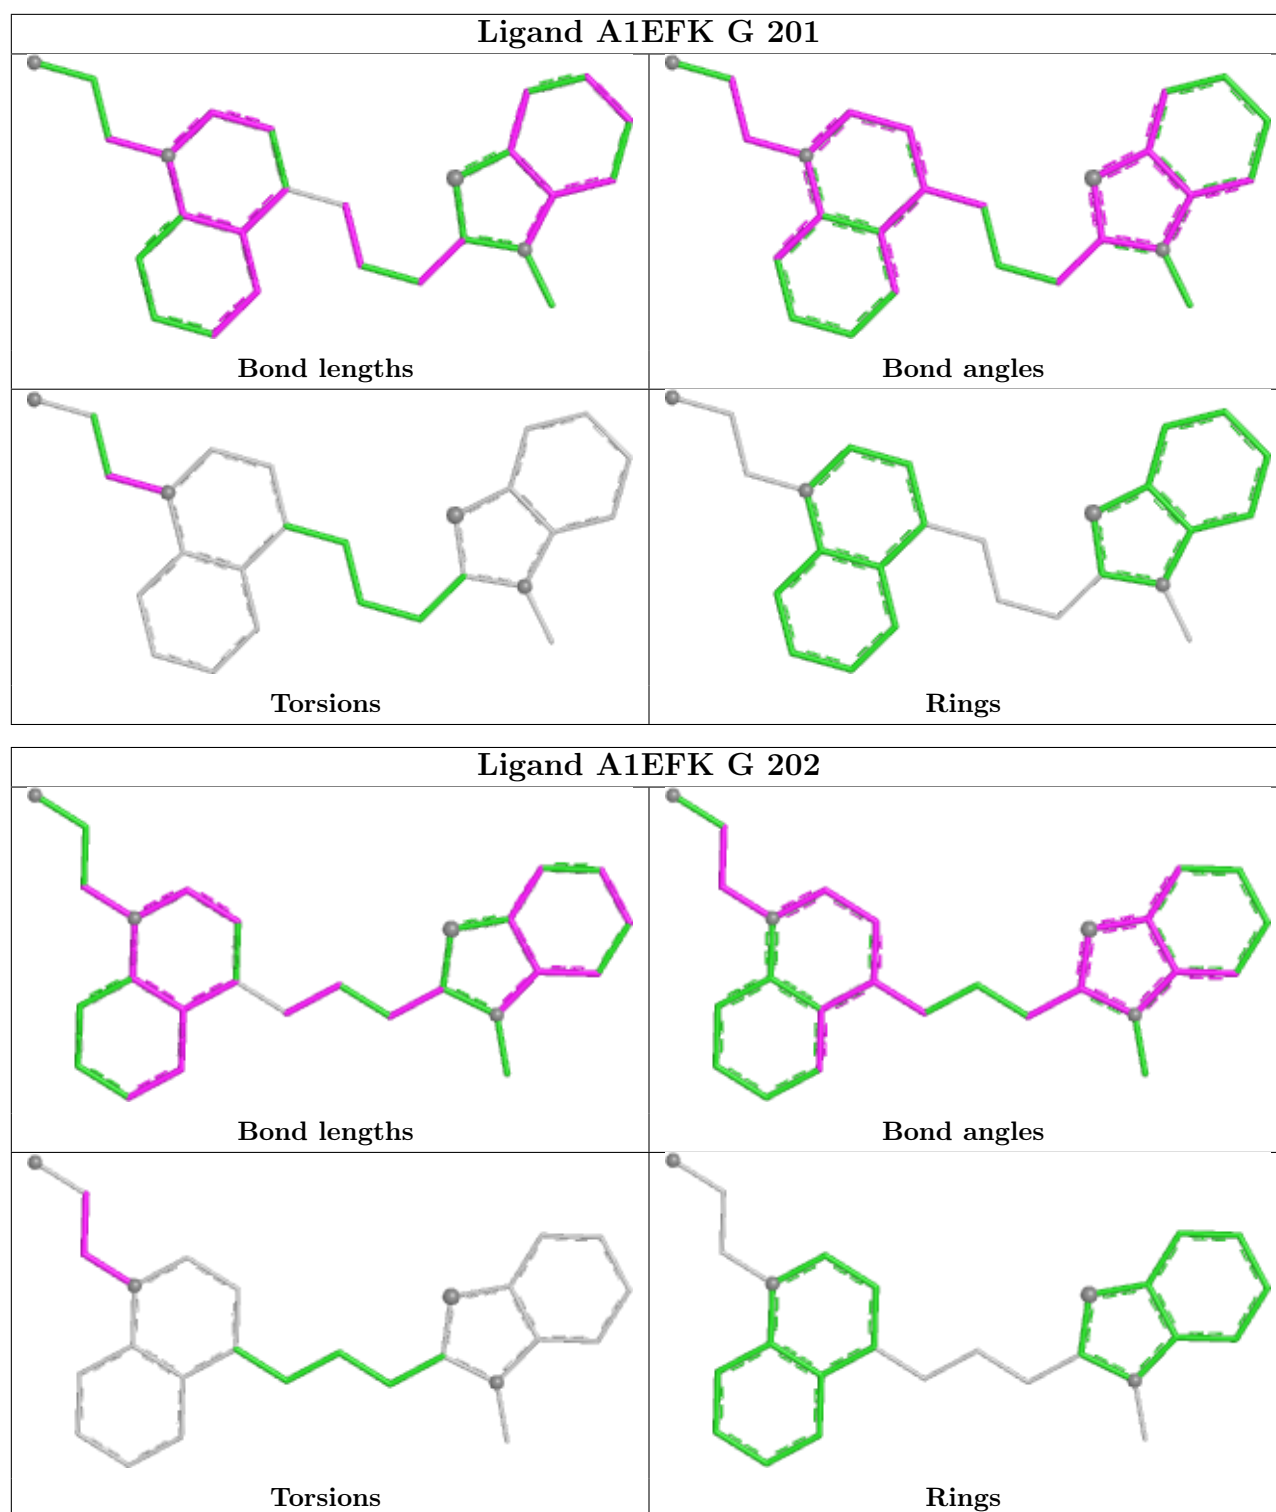 Ligand A1EFK G 201
Bond lengths
Bond angles
Torsions
Rings
Ligand A1EFK G 202
Bond lengths
Bond angles
Torsions
Rings